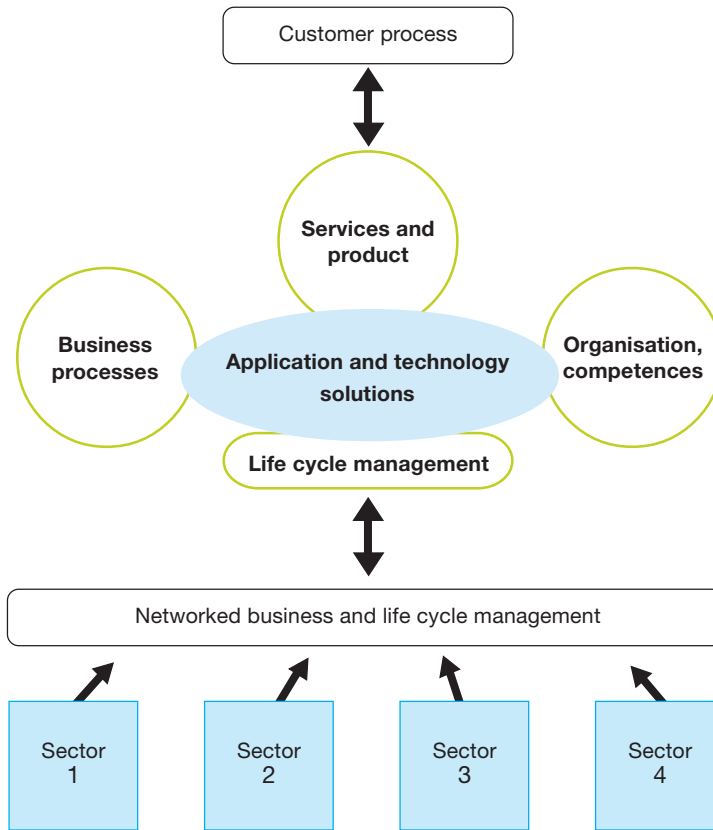 Customer process
Services and
product
Business
processes
Application and technology
solutions
Organisation,
competences
Life cycle management
Networked business and life cycle management
Sector
1
Sector
2
Sector
3
Sector
4